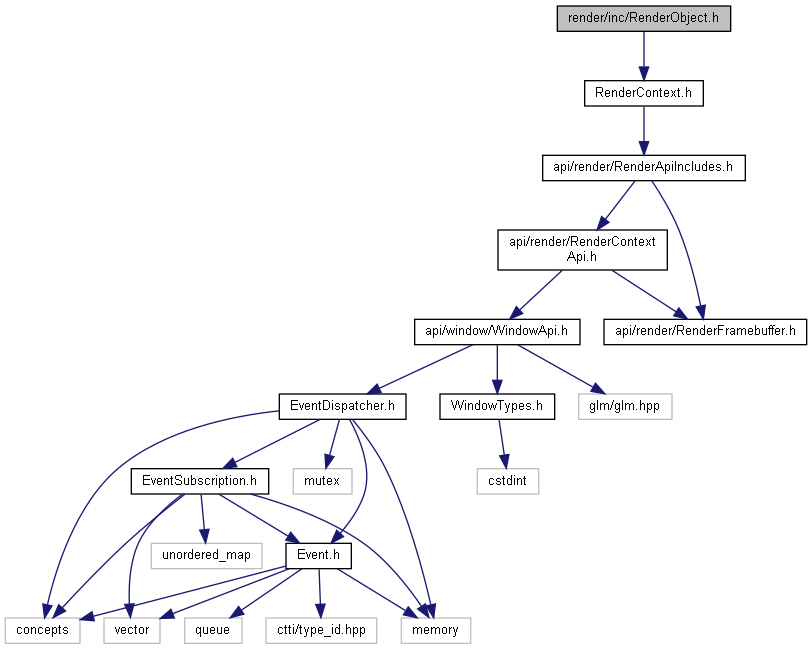 render/inc/RenderObject.h
RenderContext.h
api/render/RenderApiIncludes.h
api/render/RenderContext
Api.h
api/window/WindowApi.h
api/render/RenderFramebuffer.h
EventDispatcher.h
WindowTypes.h
glm/glm.hpp
EventSubscription.h
mutex
cstdint
unordered_map
Event.h
concepts
vector
queue
ctti/type_id.hpp
memory